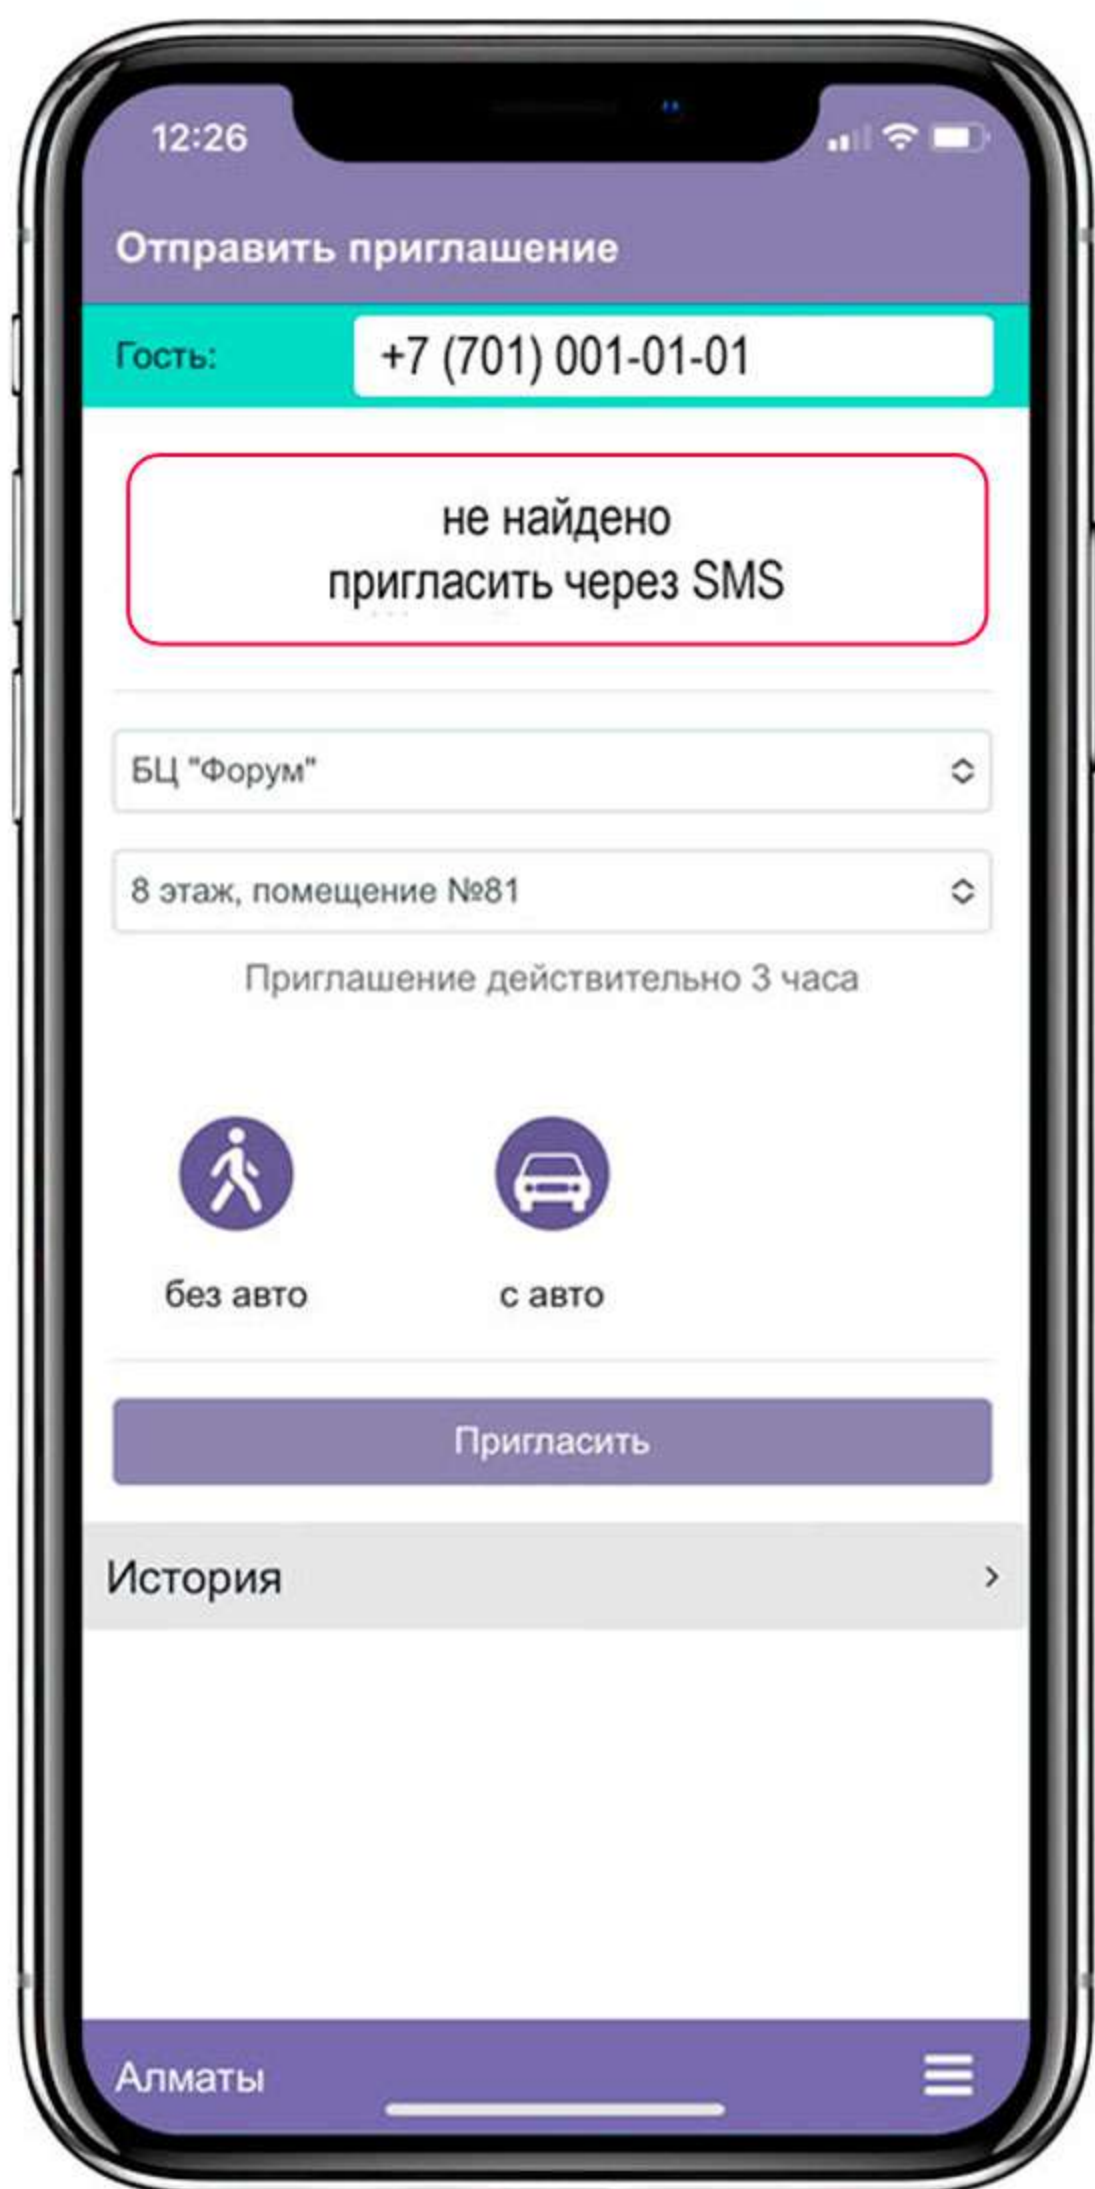 12:26
Отправить приглашение
Гость:
+7 (701) 001-01-01
не найдено
пригласить через SMS
БЦ "Форум"
8 этаж, помещение №81
Приглашение действительно 3 часа
без авто
с авто
Пригласить
История
Алматы